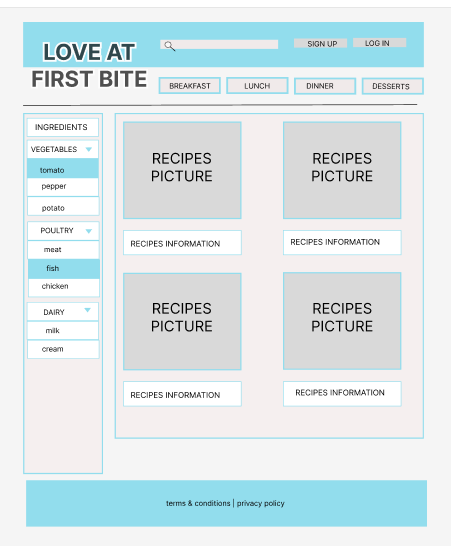 LOVE AT
FIRST BITE
SIGN UP
LOG IN
BREAKFAST
LUNCH
DINNER
DESSERTS
INGREDIENTS
VEGETABLES
tomato
pepper
potato
POULTRY
meat
fish
chicken
DAIRY
milk
cream
RECIPES
PICTURE
RECIPES
PICTURE
RECIPES INFORMATION
RECIPES INFORMATION
RECIPES
PICTURE
RECIPES
PICTURE
RECIPES INFORMATION
RECIPES INFORMATION
terms & conditions | privacy policy